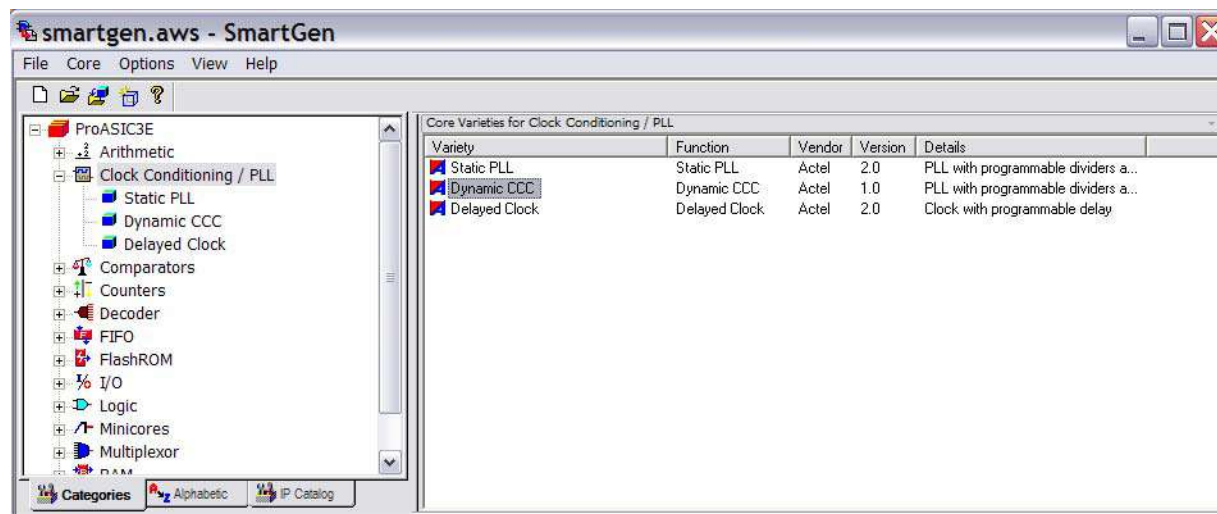 smartgen.aws - SmartGen
File Core Options View Help
ProASIC3E
Arithmetic
Clock Conditioning / PLL
Static PLL
Dynamic CCC
Delayed Clock
Comparators
Counters
Decoder
FIFO
FlashROM
I/O
Logic
Minicores
Multiplexor
RAM
Categories Alphabetic IP Catalog
Core Varieties for Clock Conditioning / PLL
Variety Function Vendor Version Details
Static PLL Static PLL Actel 2.0 PLL with programmable dividers a...
Dynamic CCC Dynamic CCC Actel 1.0 PLL with programmable dividers a...
Delayed Clock Delayed Clock Actel 2.0 Clock with programmable delay